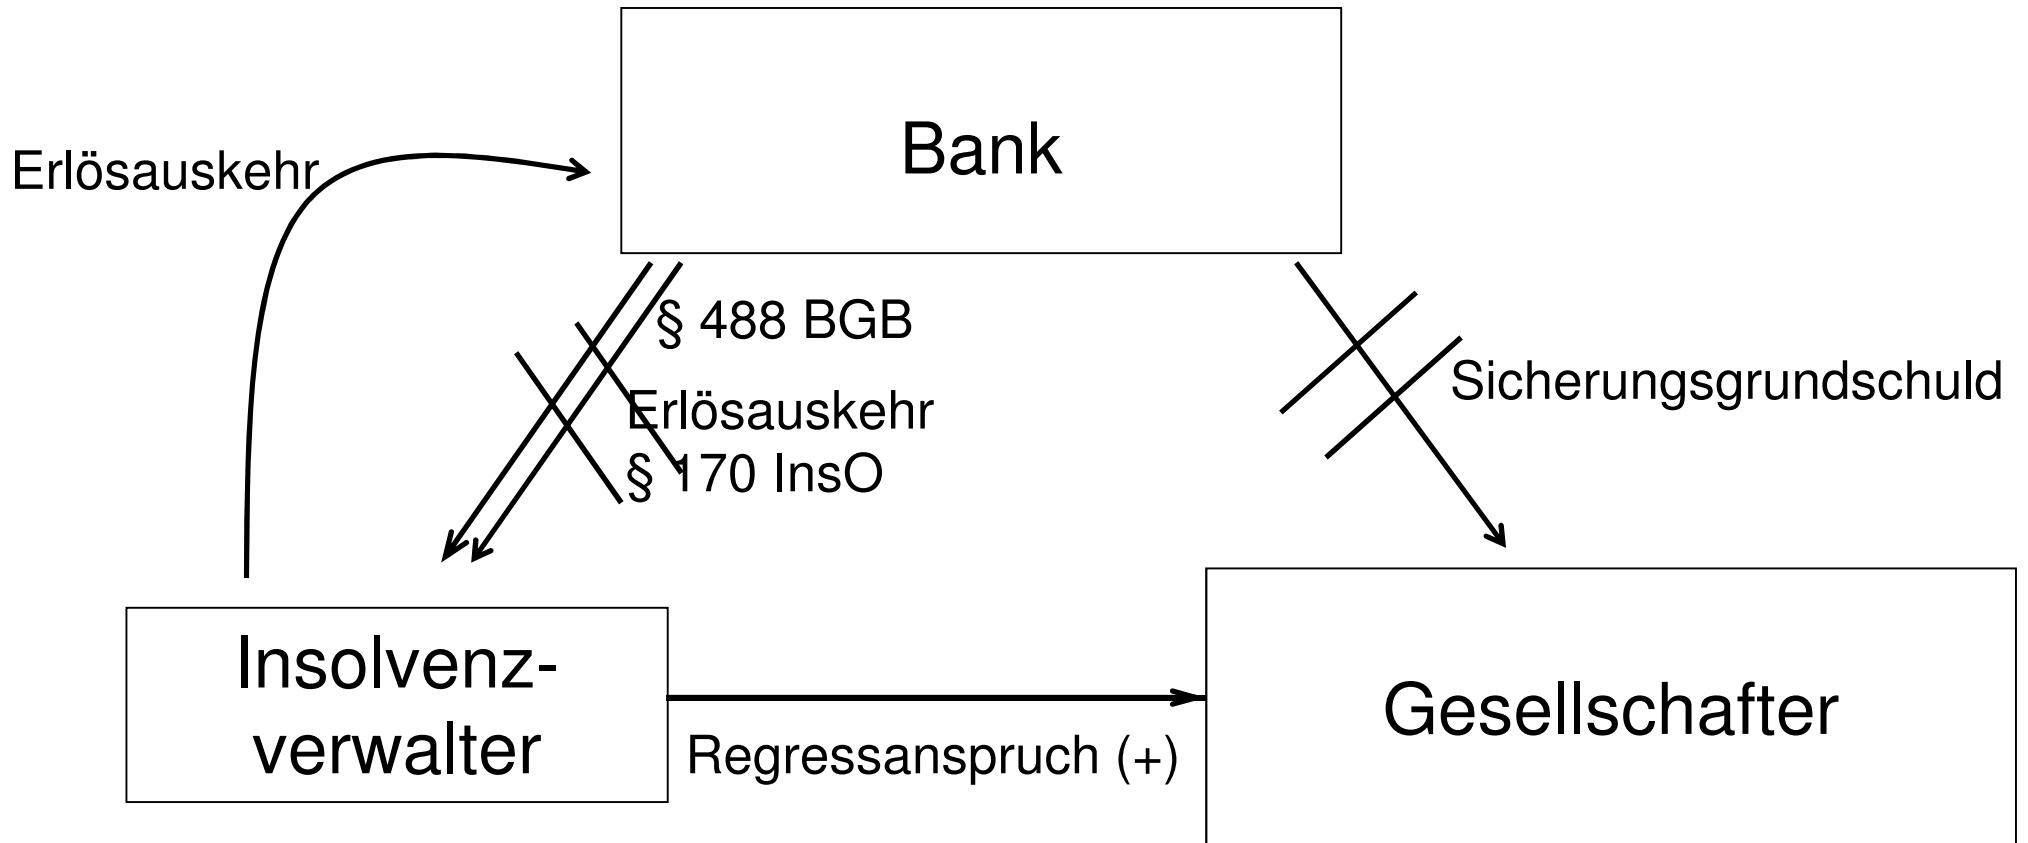 Bank
Erlösauskehr
§ 488 BGB
Erlösauskehr
§ 170 InsO
Sicherungsgrundschuld
Insolvenz-
verwalter
Regressanspruch (+)
Gesellschafter